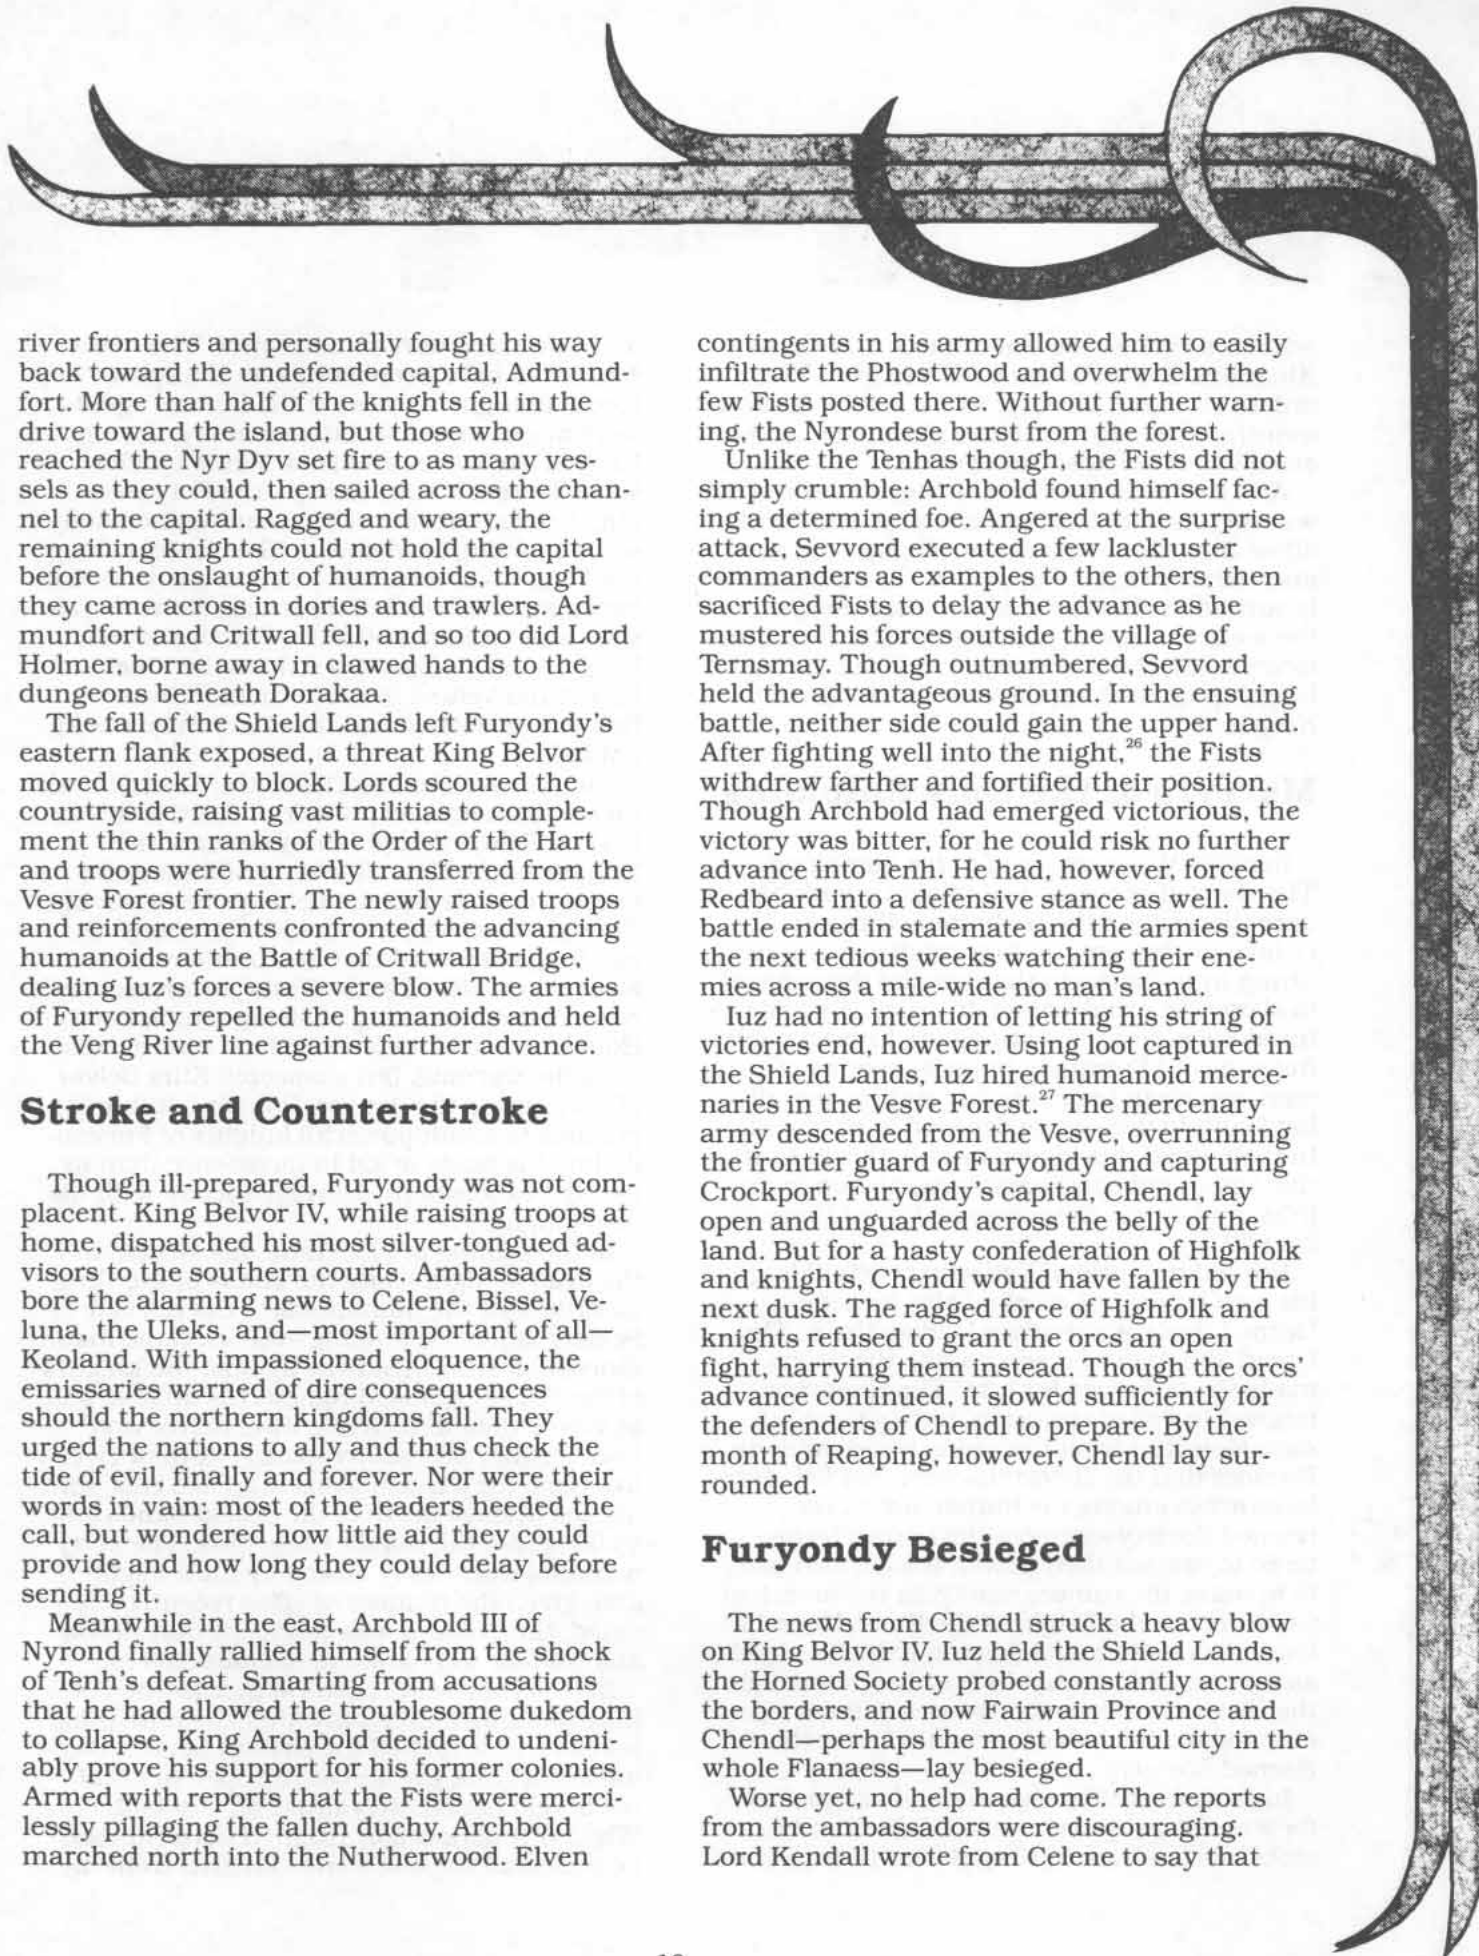 river frontiers and personally fought his way
back toward the undefended capital, Admund-
fort. More than half of the knights fell in the
drive toward the island, but those who
reached the Nyr Dyv set fire to as many ves-
sels as they could, then sailed across the chan-
nel to the capital. Ragged and weary, the
remaining knights could not hold the capital
before the onslaught of humanoids, though
they came across in dories and trawlers. Ad-
mundfort and Critwall fell, and so too did Lord
Holmer, borne away in clawed hands to the
dungeons beneath Dorakaa.
The fall of the Shield Lands left Furyondy's
eastern flank exposed, a threat King Belvor
moved quickly to block. Lords scoured the
countryside, raising vast militias to comple-
ment the thin ranks of the Order of the Hart
and troops were hurriedly transferred from the
Vesve Forest frontier. The newly raised troops
and reinforcements confronted the advancing
humanoids at the Battle of Critwall Bridge,
dealing Iuz's forces a severe blow. The armies
of Furyondy repelled the humanoids and held
the Veng River line against further advance.
Stroke and Counterstroke
Though ill-prepared, Furyondy was not com-
placent. King Belvor IV, while raising troops at
home, dispatched his most silver-tongued ad-
visors to the southern courts. Ambassadors
bore the alarming news to Celene, Bissel, Ve-
luna, the Uleks, and—most important of all—
Keoland. With impassioned eloquence, the
emissaries warned of dire consequences
should the northern kingdoms fall. They
urged the nations to ally and thus check the
tide of evil, finally and forever. Nor were their
words in vain: most of the leaders heeded the
call, but wondered how little aid they could
provide and how long they could delay before
sending it.
Meanwhile in the east, Archbold III of
Nyrond finally rallied himself from the shock
of Tenh's defeat. Smarting from accusations
that he had allowed the troublesome dukedom
to collapse, King Archbold decided to undeni-
ably prove his support for his former colonies.
Armed with reports that the Fists were merci-
lessly pillaging the fallen duchy, Archbold
marched north into the Nutherwood. Elven
contingents in his army allowed him to easily
infiltrate the Phostwood and overwhelm the
few Fists posted there. Without further warn-
ing, the Nyrondese burst from the forest.
Unlike the Tenhas though, the Fists did not
simply crumble: Archbold found himself fac-
ing a determined foe. Angered at the surprise
attack, Sevvord executed a few lackluster
commanders as examples to the others, then
sacrificed Fists to delay the advance as he
mustered his forces outside the village of
Ternsmay. Though outnumbered, Sevvord
held the advantageous ground. In the ensuing
battle, neither side could gain the upper hand.
After fighting well into the night,²⁶ the Fists
withdrew farther and fortified their position.
Though Archbold had emerged victorious, the
victory was bitter, for he could risk no further
advance into Tenh. He had, however, forced
Redbeard into a defensive stance as well. The
battle ended in stalemate and the armies spent
the next tedious weeks watching their ene-
mies across a mile-wide no man's land.
Iuz had no intention of letting his string of
victories end, however. Using loot captured in
the Shield Lands, Iuz hired humanoid merce-
naries in the Vesve Forest.²⁷ The mercenary
army descended from the Vesve, overrunning
the frontier guard of Furyondy and capturing
Crockport. Furyondy's capital, Chendl, lay
open and unguarded across the belly of the
land. But for a hasty confederation of Highfolk
and knights, Chendl would have fallen by the
next dusk. The ragged force of Highfolk and
knights refused to grant the orcs an open
fight, harrying them instead. Though the orcs'
advance continued, it slowed sufficiently for
the defenders of Chendl to prepare. By the
month of Reaping, however, Chendl lay sur-
rounded.
Furyondy Besieged
The news from Chendl struck a heavy blow
on King Belvor IV. Iuz held the Shield Lands,
the Horned Society probed constantly across
the borders, and now Fairwain Province and
Chendl—perhaps the most beautiful city in the
whole Flanaess—lay besieged.
Worse yet, no help had come. The reports
from the ambassadors were discouraging.
Lord Kendall wrote from Celene to say that